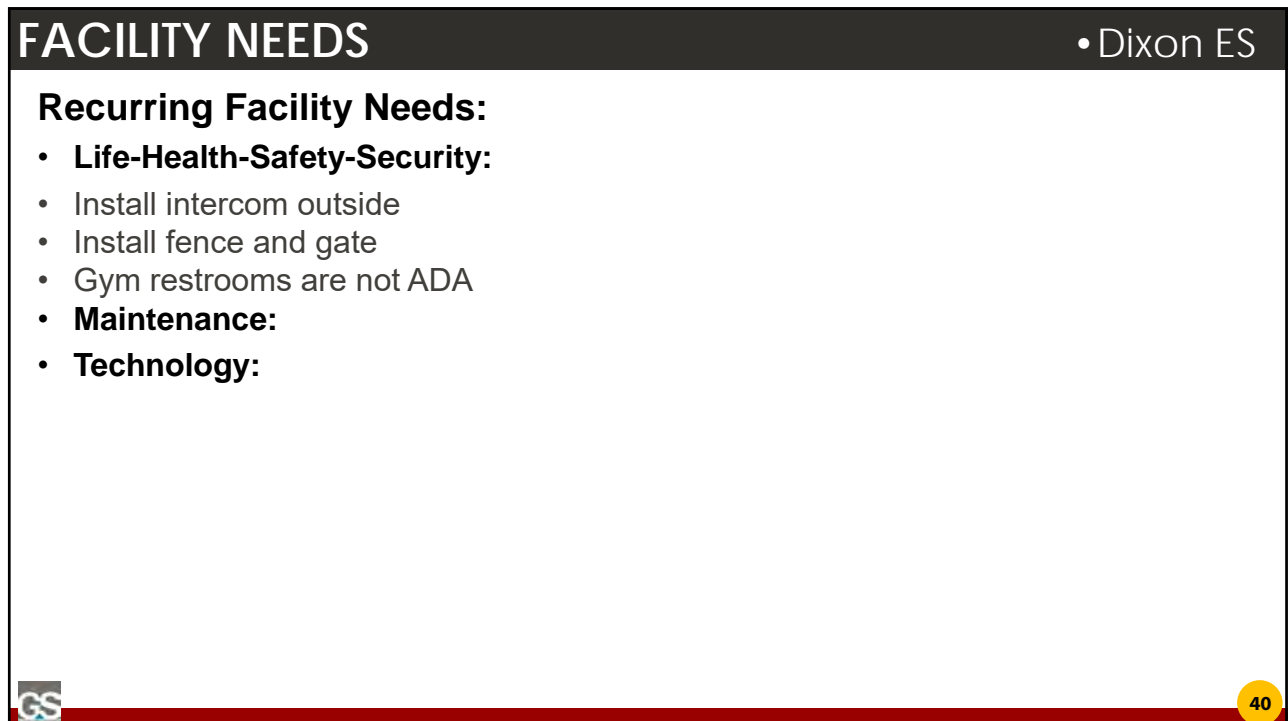 FACILITY NEEDS
• Dixon ES
Recurring Facility Needs:
• Life-Health-Safety-Security:
• Install intercom outside
• Install fence and gate
• Gym restrooms are not ADA
• Maintenance:
• Technology:
GS
40